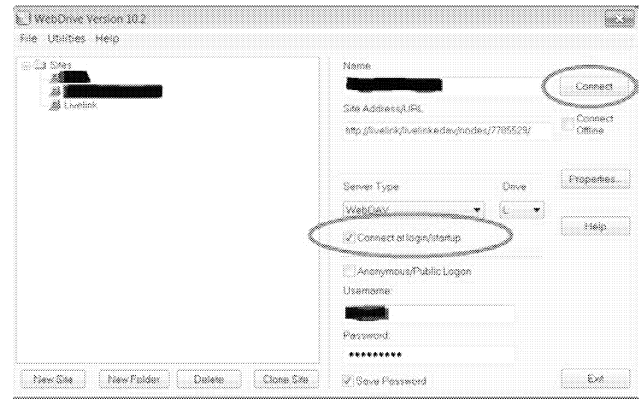 WebDrive Version 10.2
File Utilities Help
Sites
Livelink
Name
Connect
Site Address/URL
http://livelink/livelinkedav/nodes/7785529/
Connect
Offline
Server Type
Drive
Properties...
WebDAV
L
Help
Connect at login/startup
Anonymous/Public Logon
Username:
Password:
*********
New Site
New Folder
Delete
Clone Site
Save Password
Exit